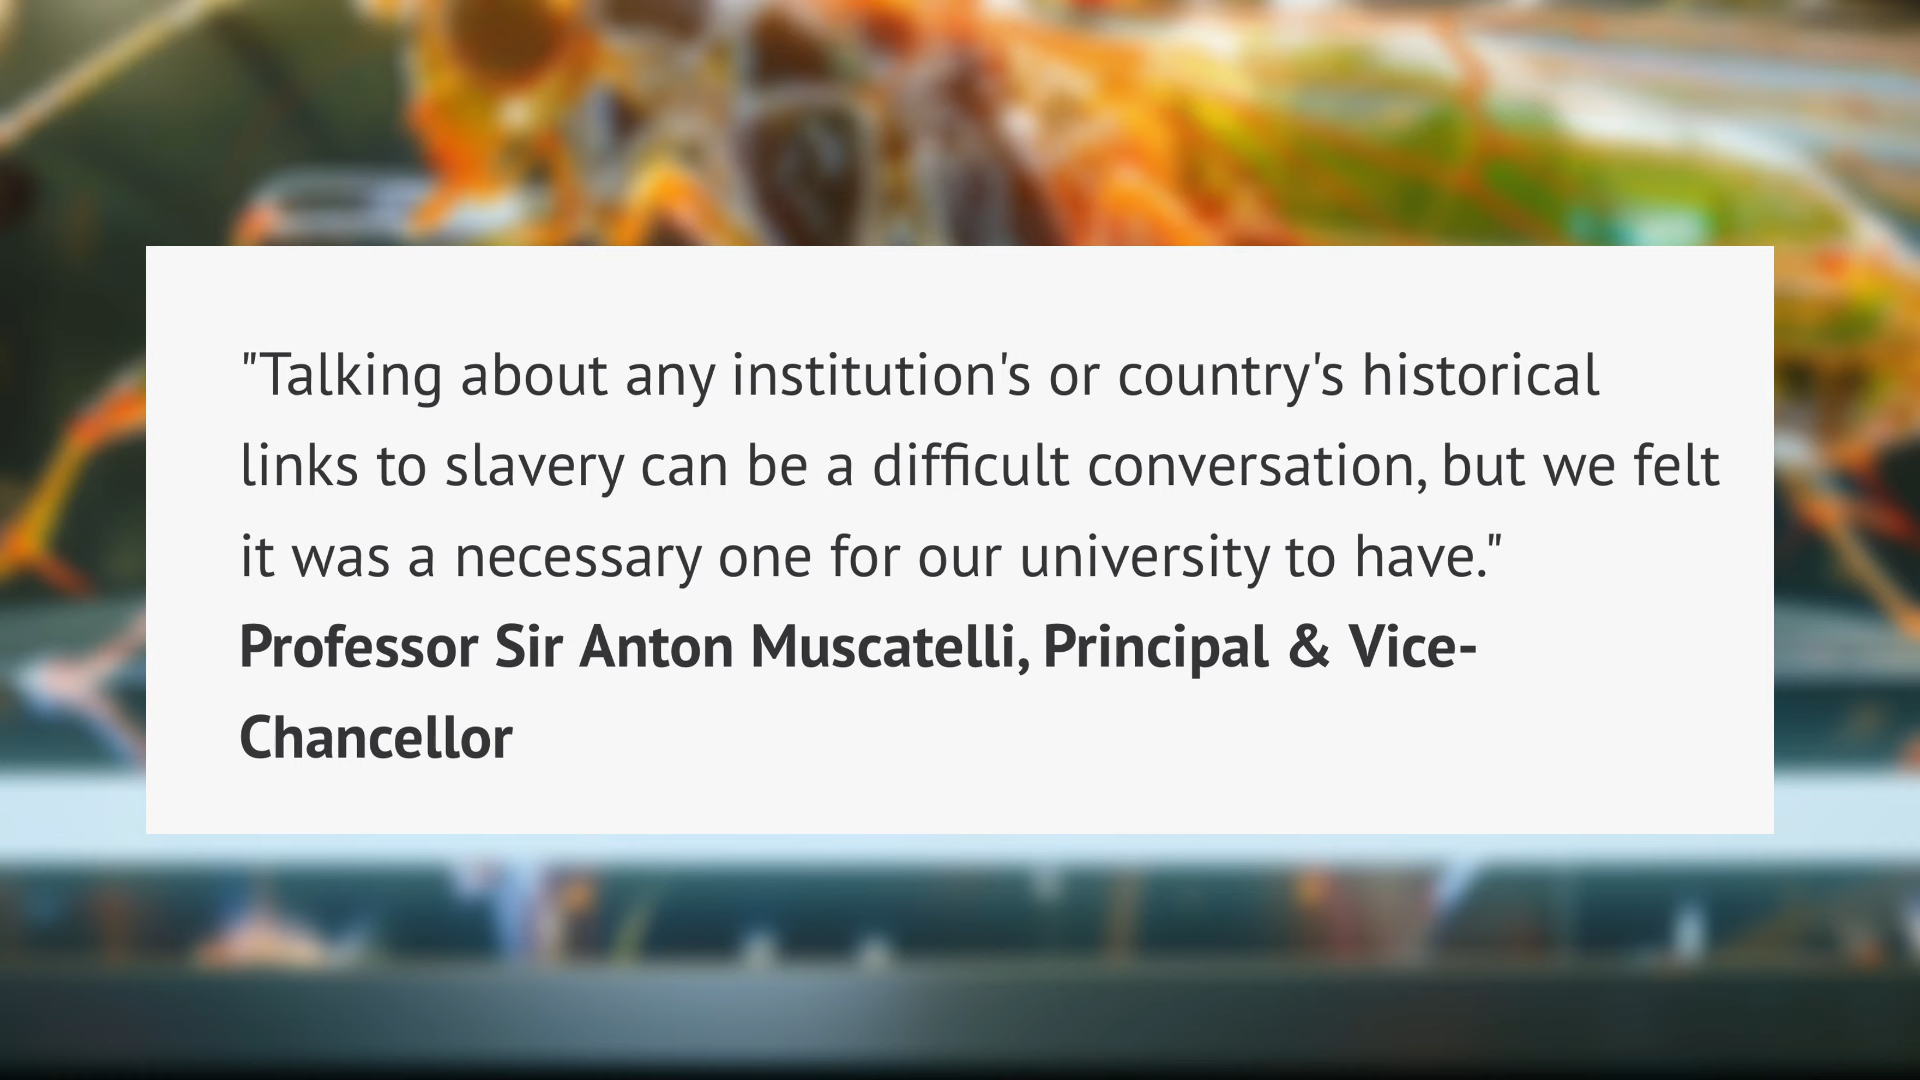 "Talking about any institution's or country's historical
links to slavery can be a difficult conversation, but we felt
it was a necessary one for our university to have."
Professor Sir Anton Muscatelli, Principal & Vice-
Chancellor